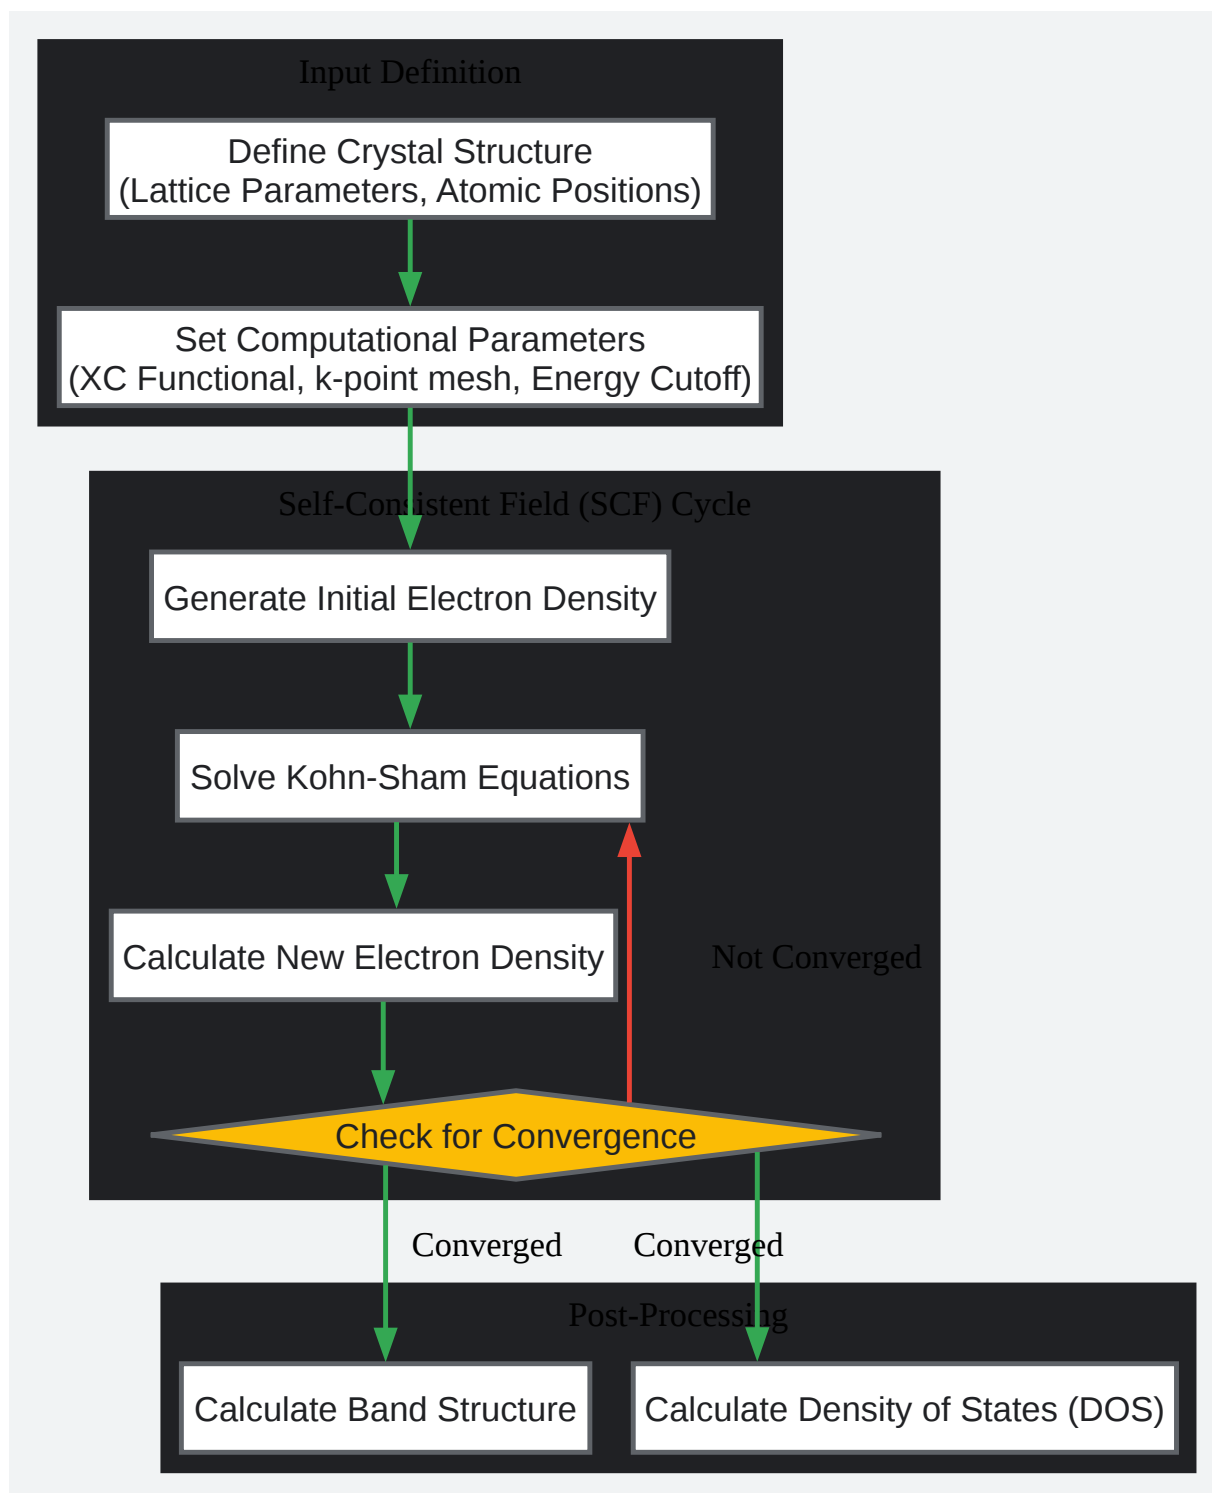 Input Definition
Define Crystal Structure
(Lattice Parameters, Atomic Positions)
Set Computational Parameters
(XC Functional, k-point mesh, Energy Cutoff)
Self-Consistent Field (SCF) Cycle
Generate Initial Electron Density
Solve Kohn-Sham Equations
Calculate New Electron Density
Not Converged
Check for Convergence
Converged
Converged
Post-Processing
Calculate Band Structure
Calculate Density of States (DOS)